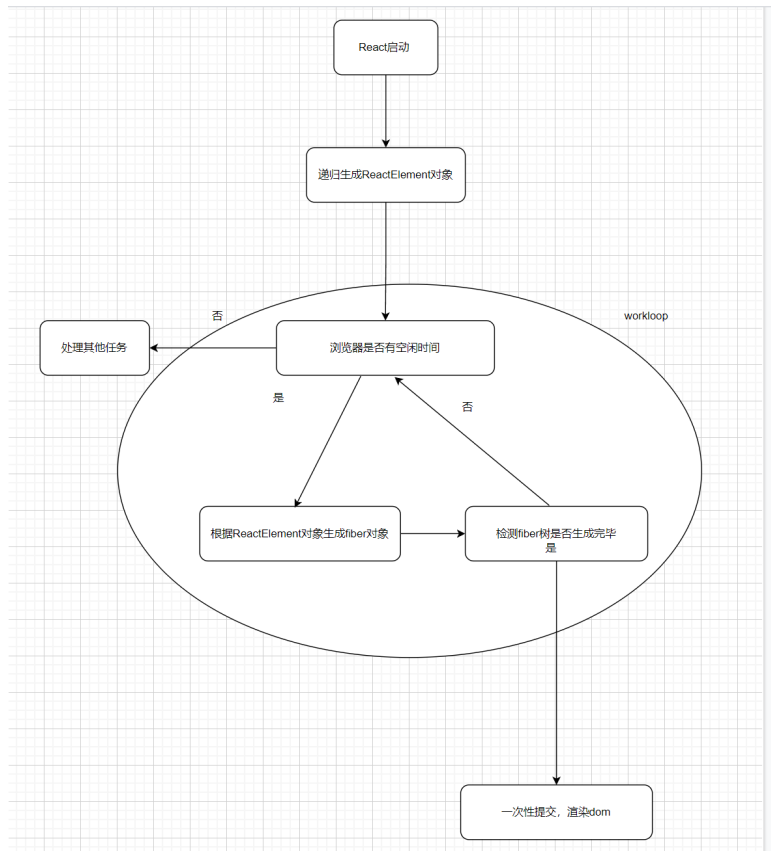 React启动
递归生成ReactElement对象
否
workloop
处理其他任务
浏览器是否有空闲时间
是
否
根据ReactElement对象生成fiber对象
检测fiber树是否生成完毕
是
一次性提交，渲染dom